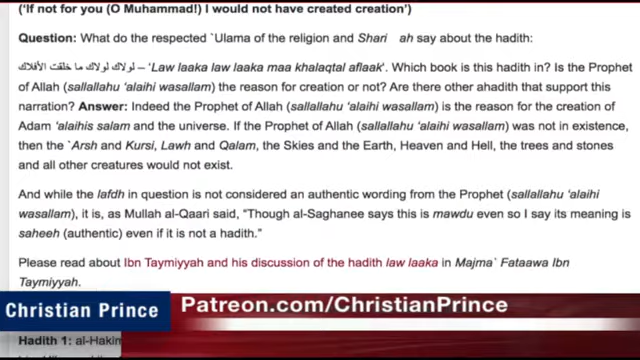 ('If not for you (O Muhammad!) I would not have created creation')
Question: What do the respected `Ulama of the religion and Shari ah say about the hadith:
لولاك لولاك ما خلقت الأفلاك – 'Law laaka law laaka maa khalaqtal aflaak'. Which book is this hadith in? Is the Prophet
of Allah (sallallahu 'alaihi wasallam) the reason for creation or not? Are there other ahadith that support this
narration? Answer: Indeed the Prophet of Allah (sallallahu 'alaihi wasallam) is the reason for the creation of
Adam 'alaihis salam and the universe. If the Prophet of Allah (sallallahu 'alaihi wasallam) was not in existence,
then the `Arsh and Kursi, Lawh and Qalam, the Skies and the Earth, Heaven and Hell, the trees and stones
and all other creatures would not exist.
And while the lafdh in question is not considered an authentic wording from the Prophet (sallallahu 'alaihi
wasallam), it is, as Mullah al-Qaari said, "Though al-Saghanee says this is mawdu even so I say its meaning is
saheeh (authentic) even if it is not a hadith."
Please read about Ibn Taymiyyah and his discussion of the hadith law laaka in Majma` Fataawa Ibn
Taymiyyah.
Christian Prince
Patreon.com/ChristianPrince
Hadith 1: al-Hakim